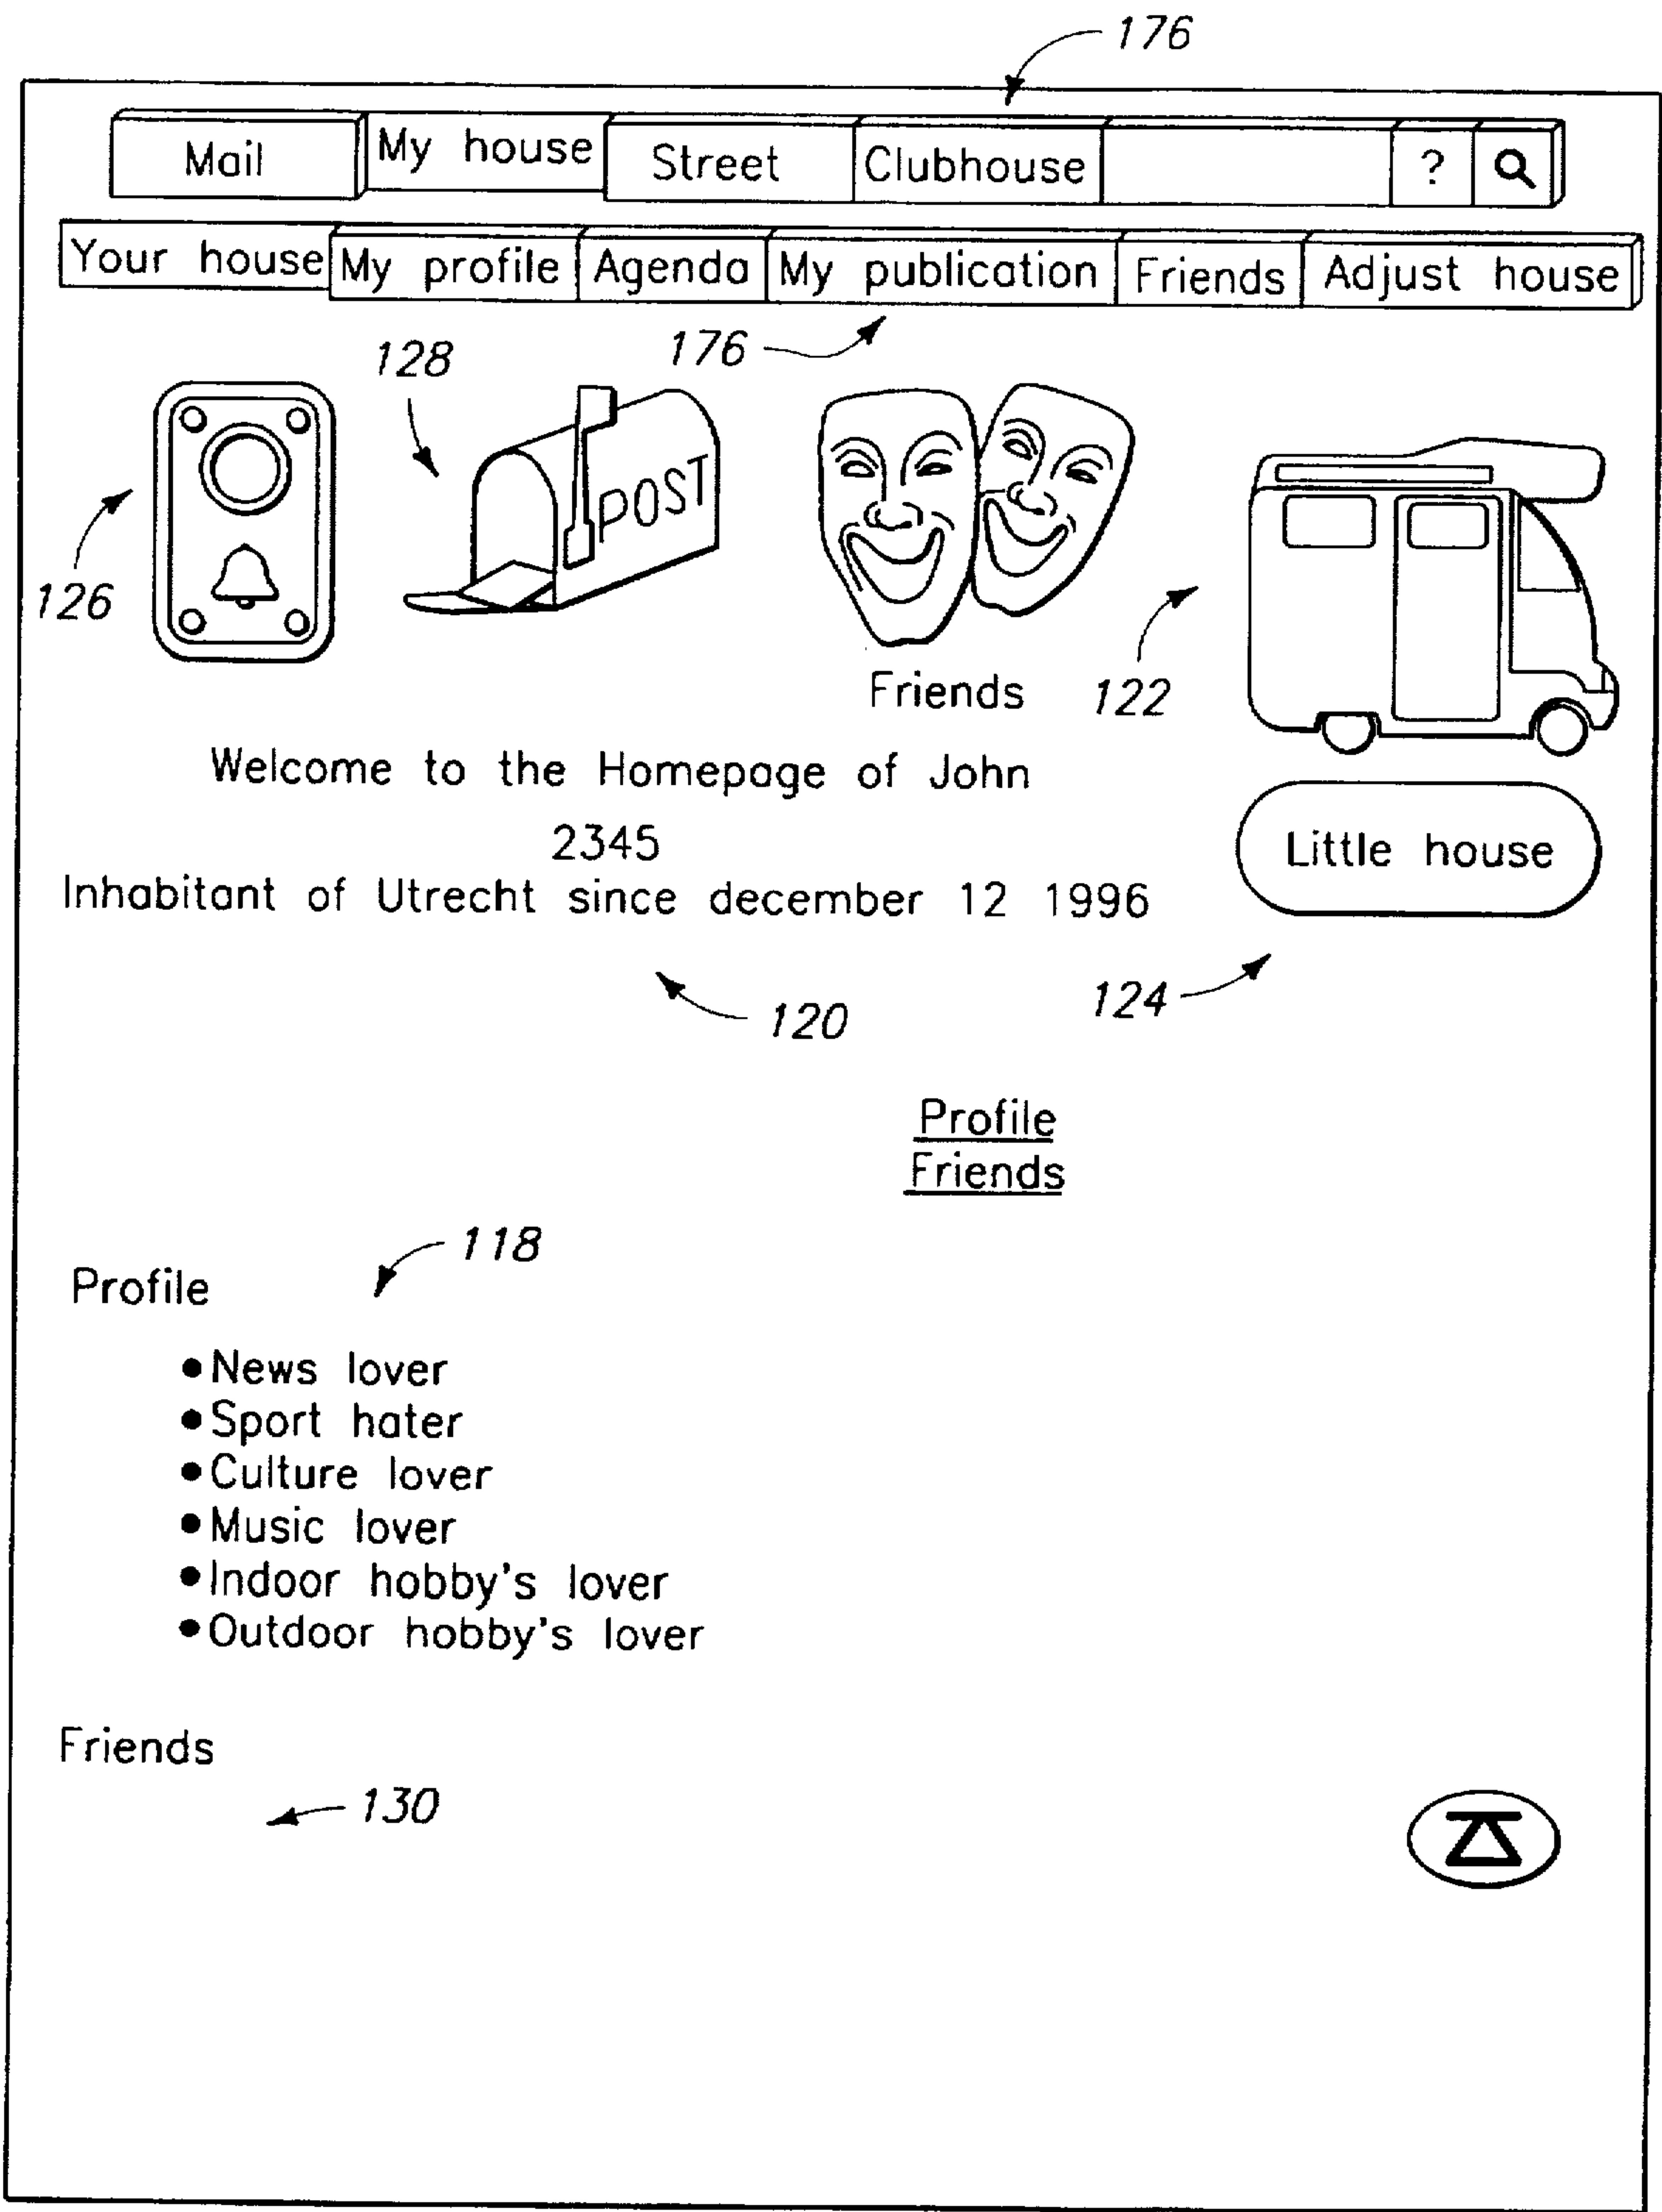 176
Mail My house Street Clubhouse ?
Your house My profile Agenda My publication Friends Adjust house
128 176
POST
126
Friends 122
Welcome to the Homepage of John
2345
Little house
Inhabitant of Utrecht since december 12 1996
124
120
Profile
Friends
118
Profile
•News lover
•Sport hater
•Culture lover
•Music lover
•Indoor hobby's lover
•Outdoor hobby's lover
Friends
130